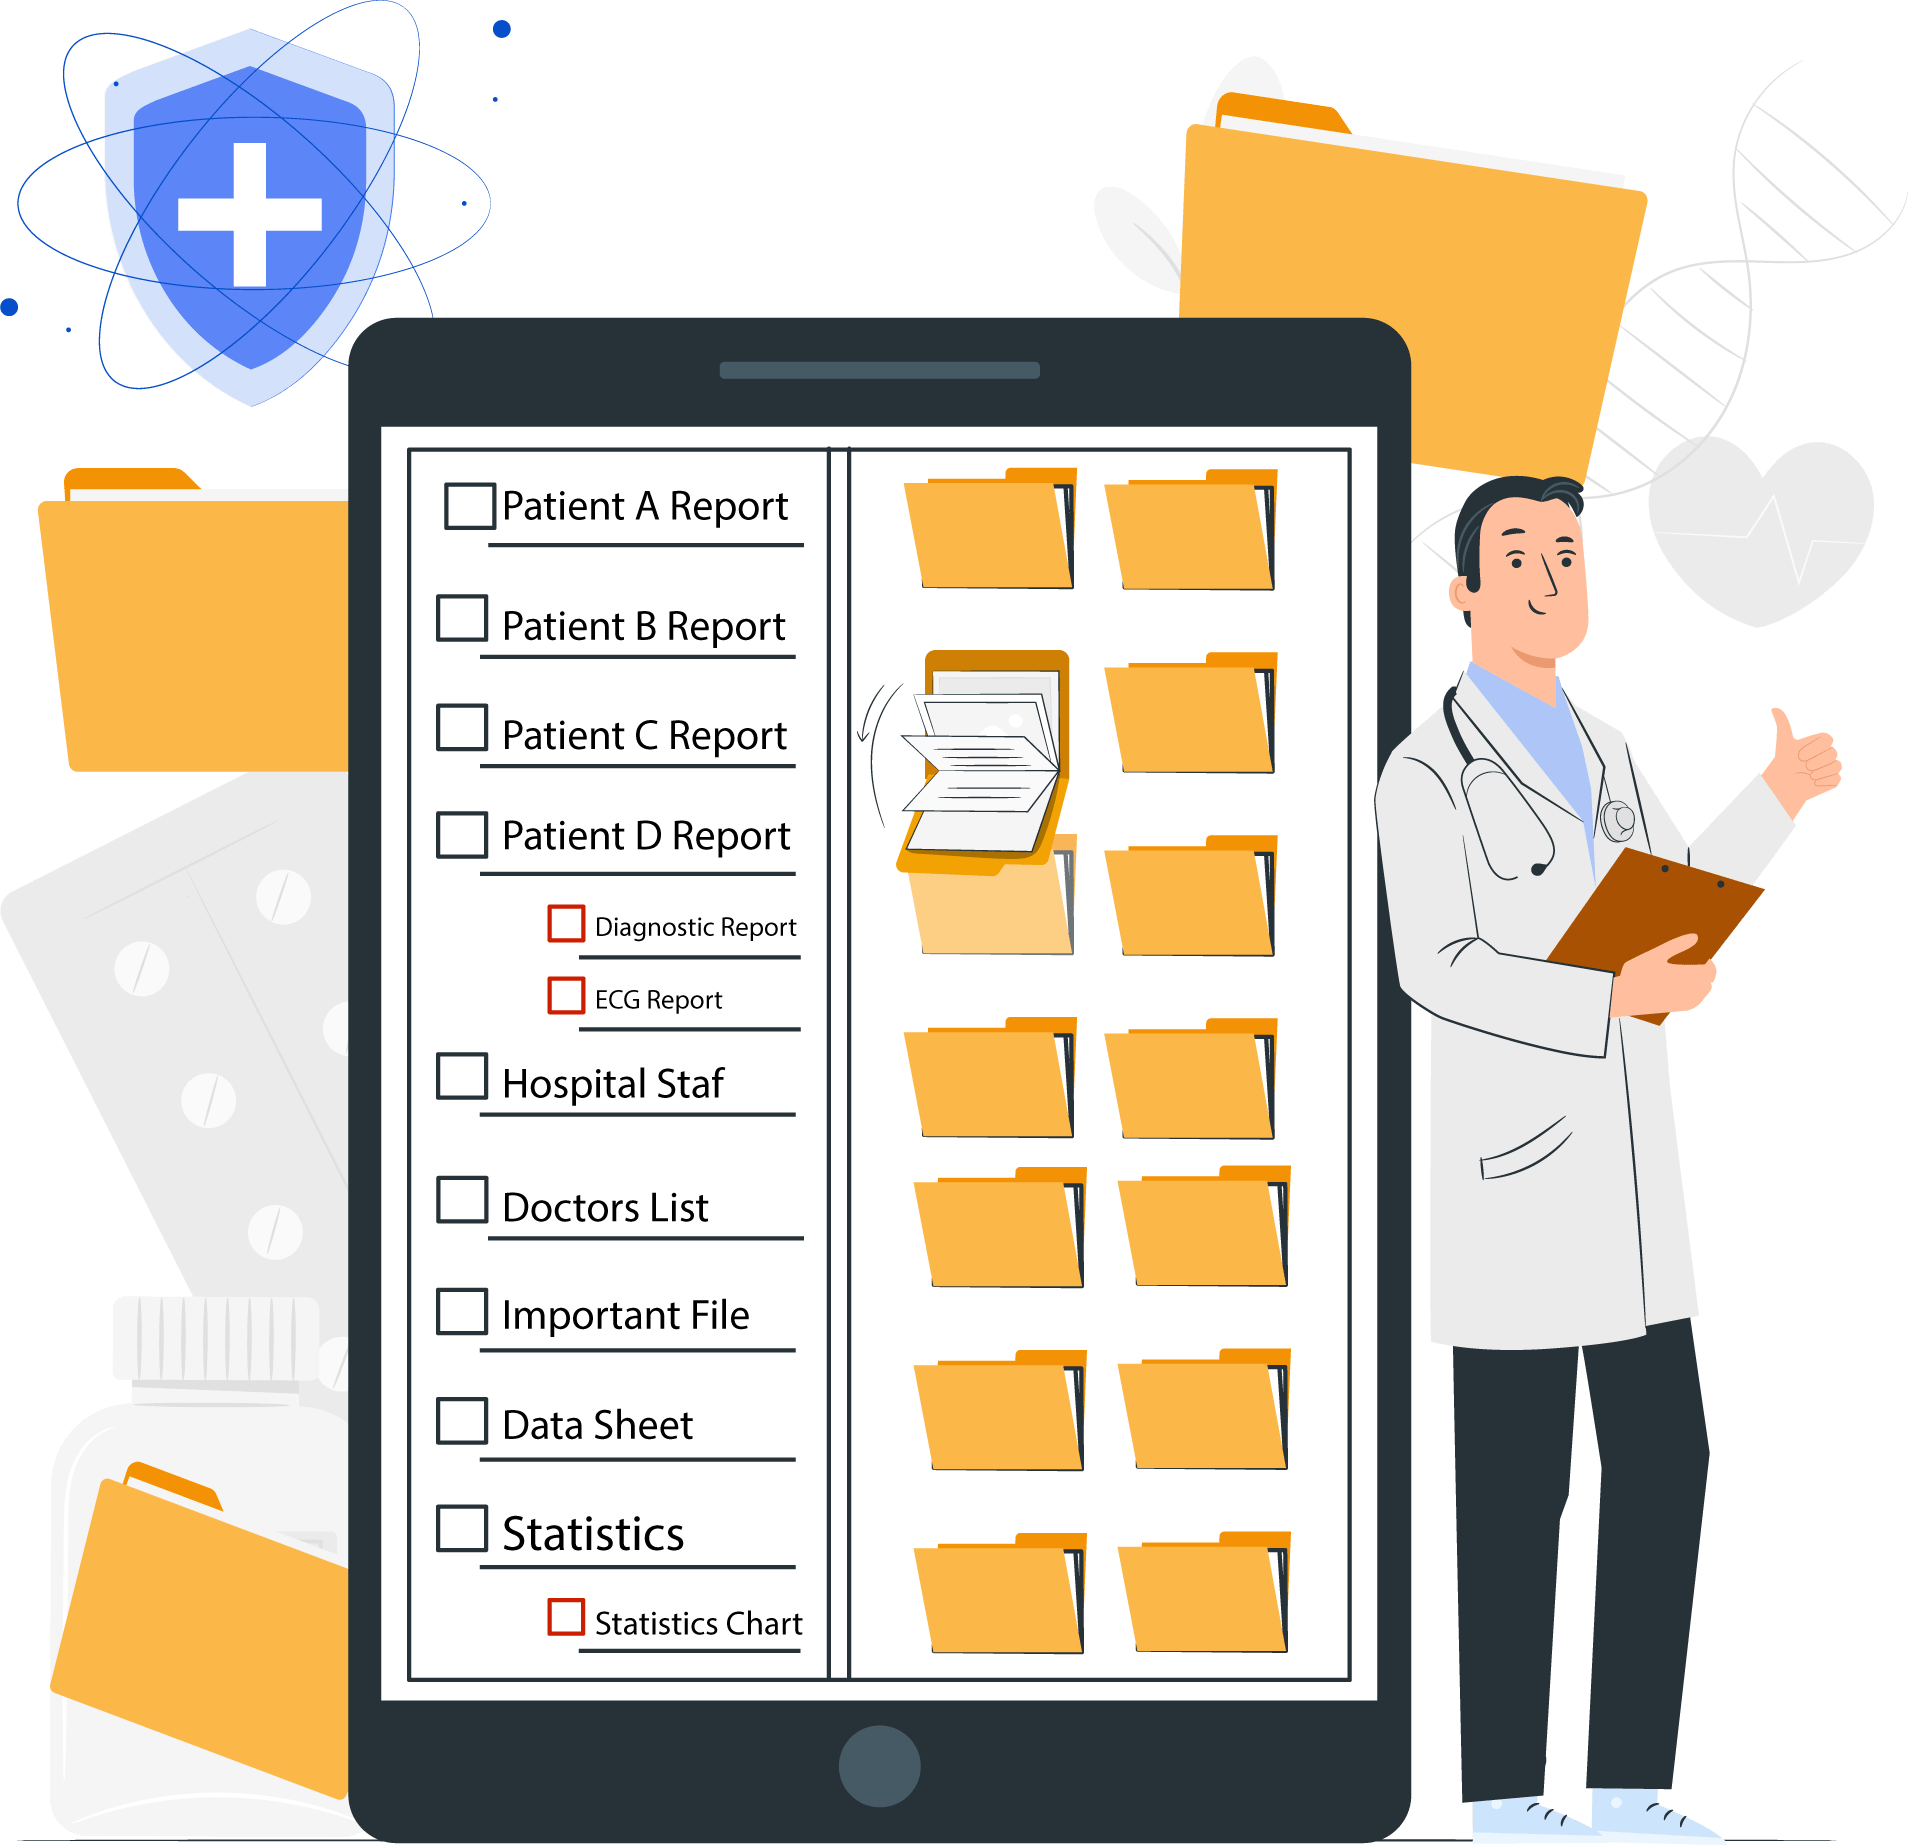 Patient A Report
Patient B Report
Patient C Report
Patient D Report
Diagnostic Report
ECG Report
Hospital Staf
Doctors List
Important File
Data Sheet
Statistics
Statistics Chart